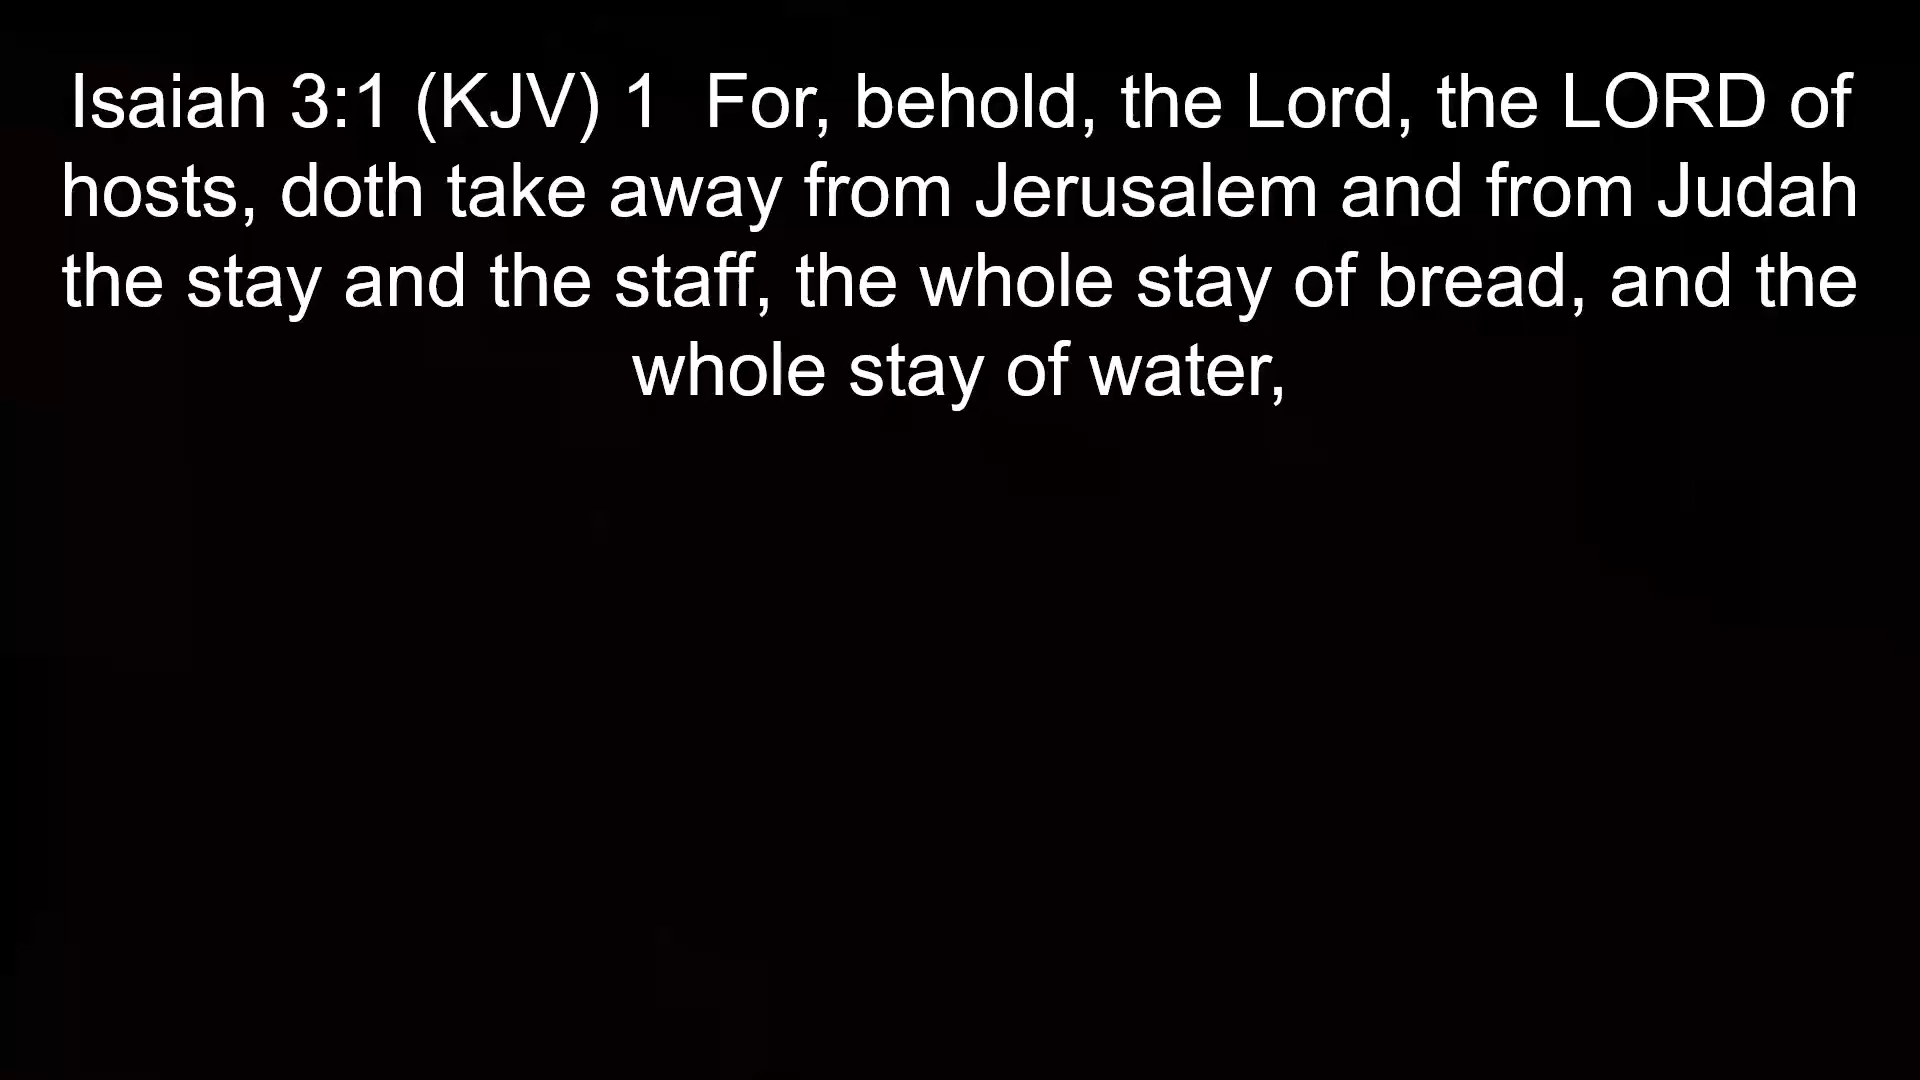 Isaiah 3:1 (KJV) 1  For, behold, the Lord, the LORD of
hosts, doth take away from Jerusalem and from Judah
the stay and the staff, the whole stay of bread, and the
whole stay of water,